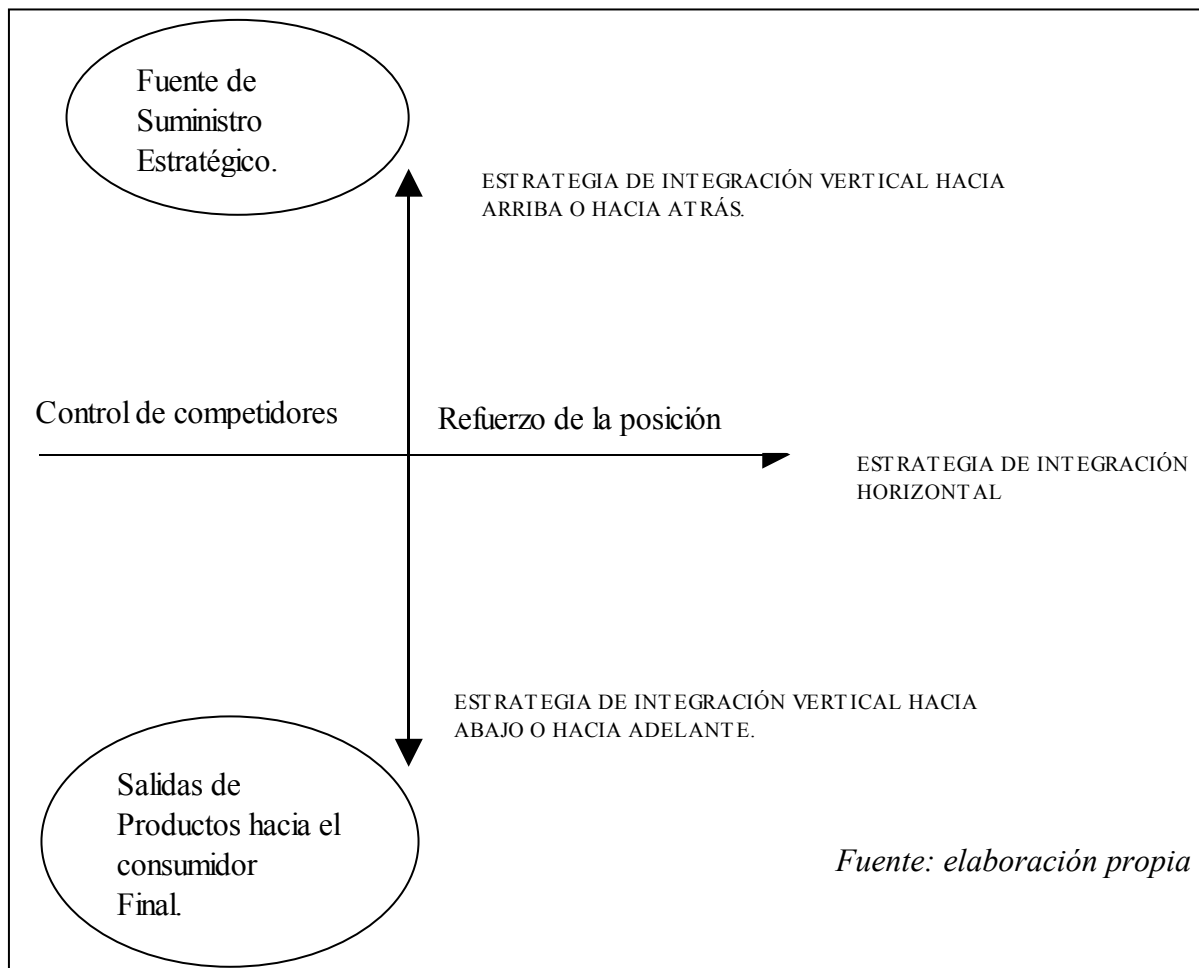 Fuente de
Suministro
Estratégico.
ESTRATEGIA DE INTEGRACIÓN VERTICAL HACIA
ARRIBA O HACIA ATRÁS.
Control de competidores
Refuerzo de la posición
ESTRATEGIA DE INTEGRACIÓN
HORIZONTAL
ESTRATEGIA DE INTEGRACIÓN VERTICAL HACIA
ABAJO O HACIA ADELANTE.
Salidas de
Productos hacia el
consumidor
Final.
Fuente: elaboración propia